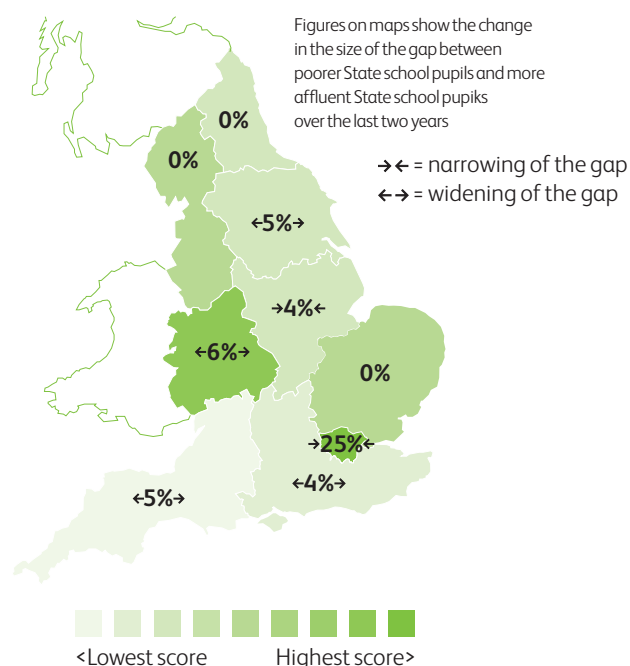 Figures on maps show the change
in the size of the gap between
poorer State school pupils and more
affluent State school pupiks
over the last two years
→← = narrowing of the gap
←→ = widening of the gap
0%
0%
←5%→
→4%←
←6%→
0%
→25%←
←4%→
←5%→
<Lowest score Highest score>